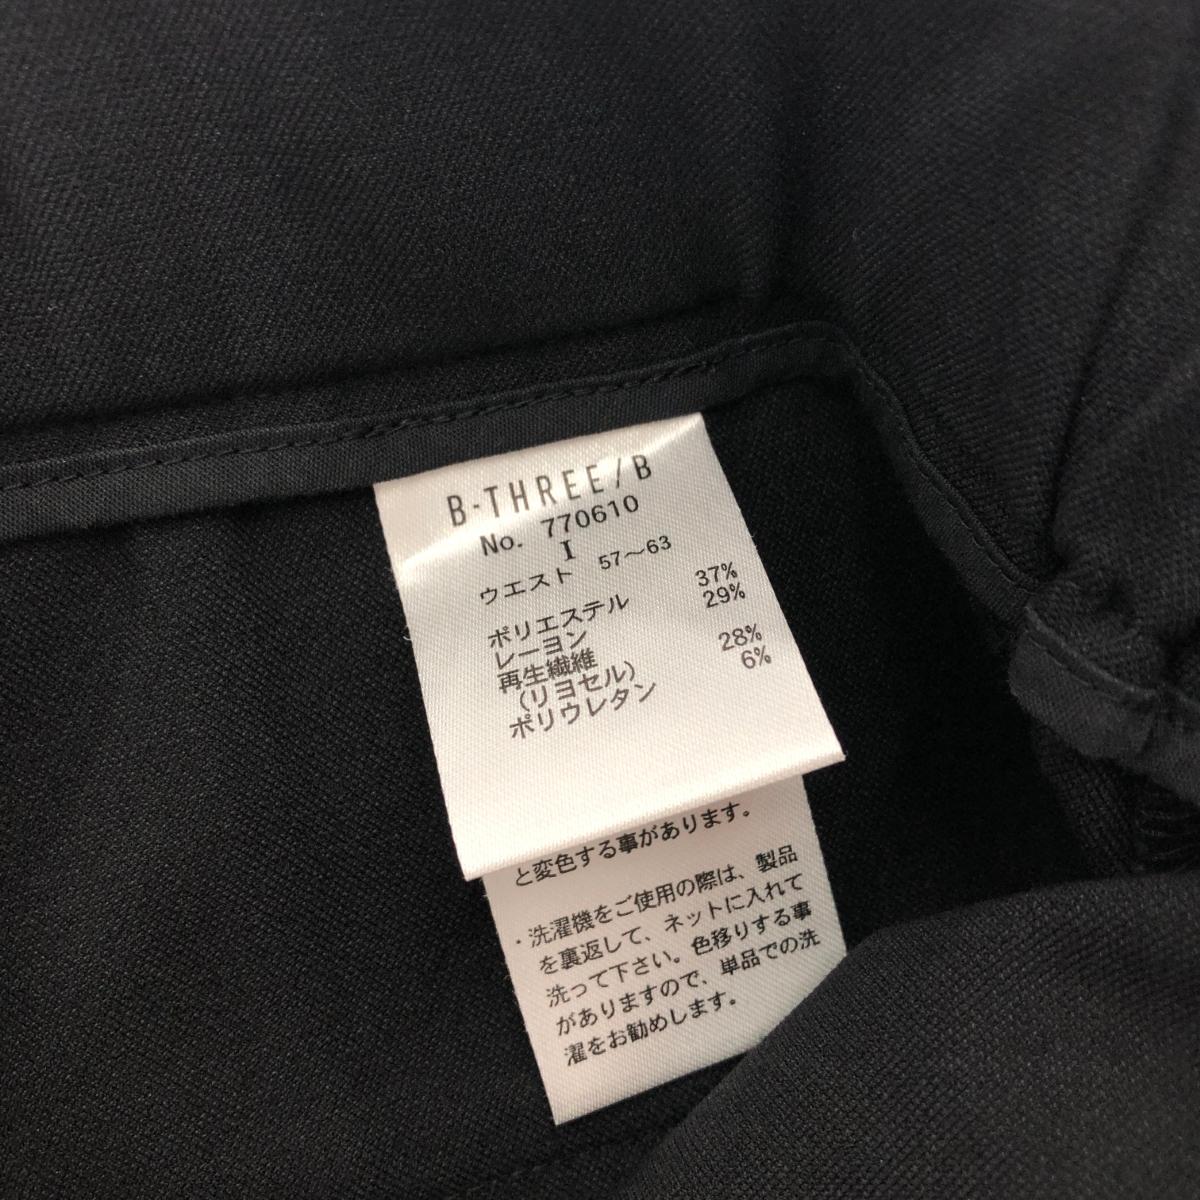 B-THREE/B
No. 770610
I
ウエスト 57～63
ポリエステル 37%
レーヨン 29%
再生繊維
(リヨセル) 28%
ポリウレタン 6%
と変色する事があります。
・洗濯機をご使用の際は、製品
を裏返して、ネットに入れて
洗って下さい。色移りする事
がありますので、単品での洗
濯をお勧めします。